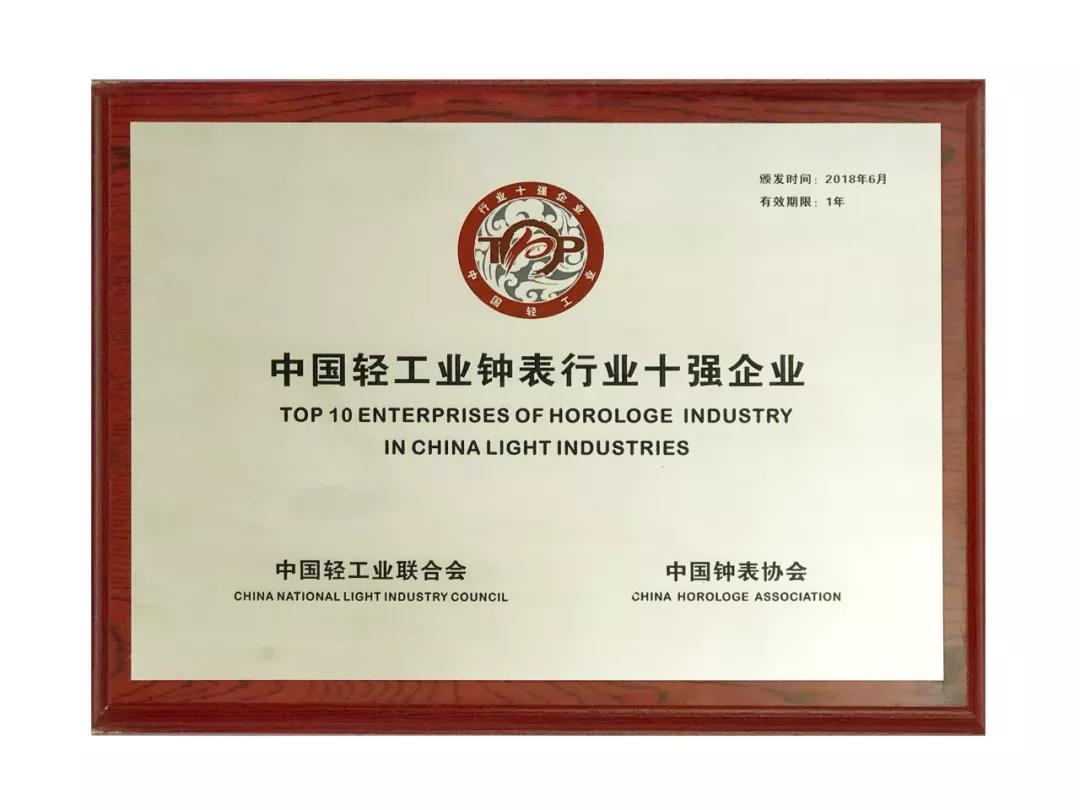 颁发时间：2018年6月
有效期限：1年
行业十强企业
TOP
中国轻工业
中国轻工业钟表行业十强企业
TOP 10 ENTERPRISES OF HOROLOGE INDUSTRY
IN CHINA LIGHT INDUSTRIES
中国轻工业联合会
中国钟表协会
CHINA NATIONAL LIGHT INDUSTRY COUNCIL
CHINA HOROLOGE ASSOCIATION